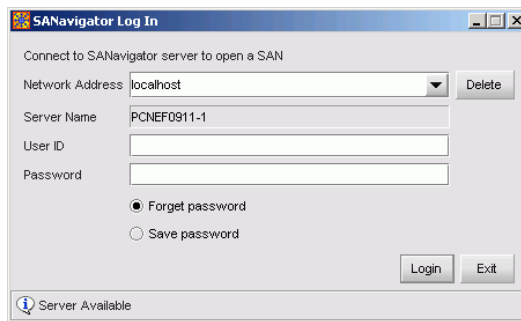 SANavigator Log In
Connect to SANavigator server to open a SAN
Network Address localhost Delete
Server Name PCNEF0911-1
User ID
Password
Forget password
Save password
Login Exit
Server Available